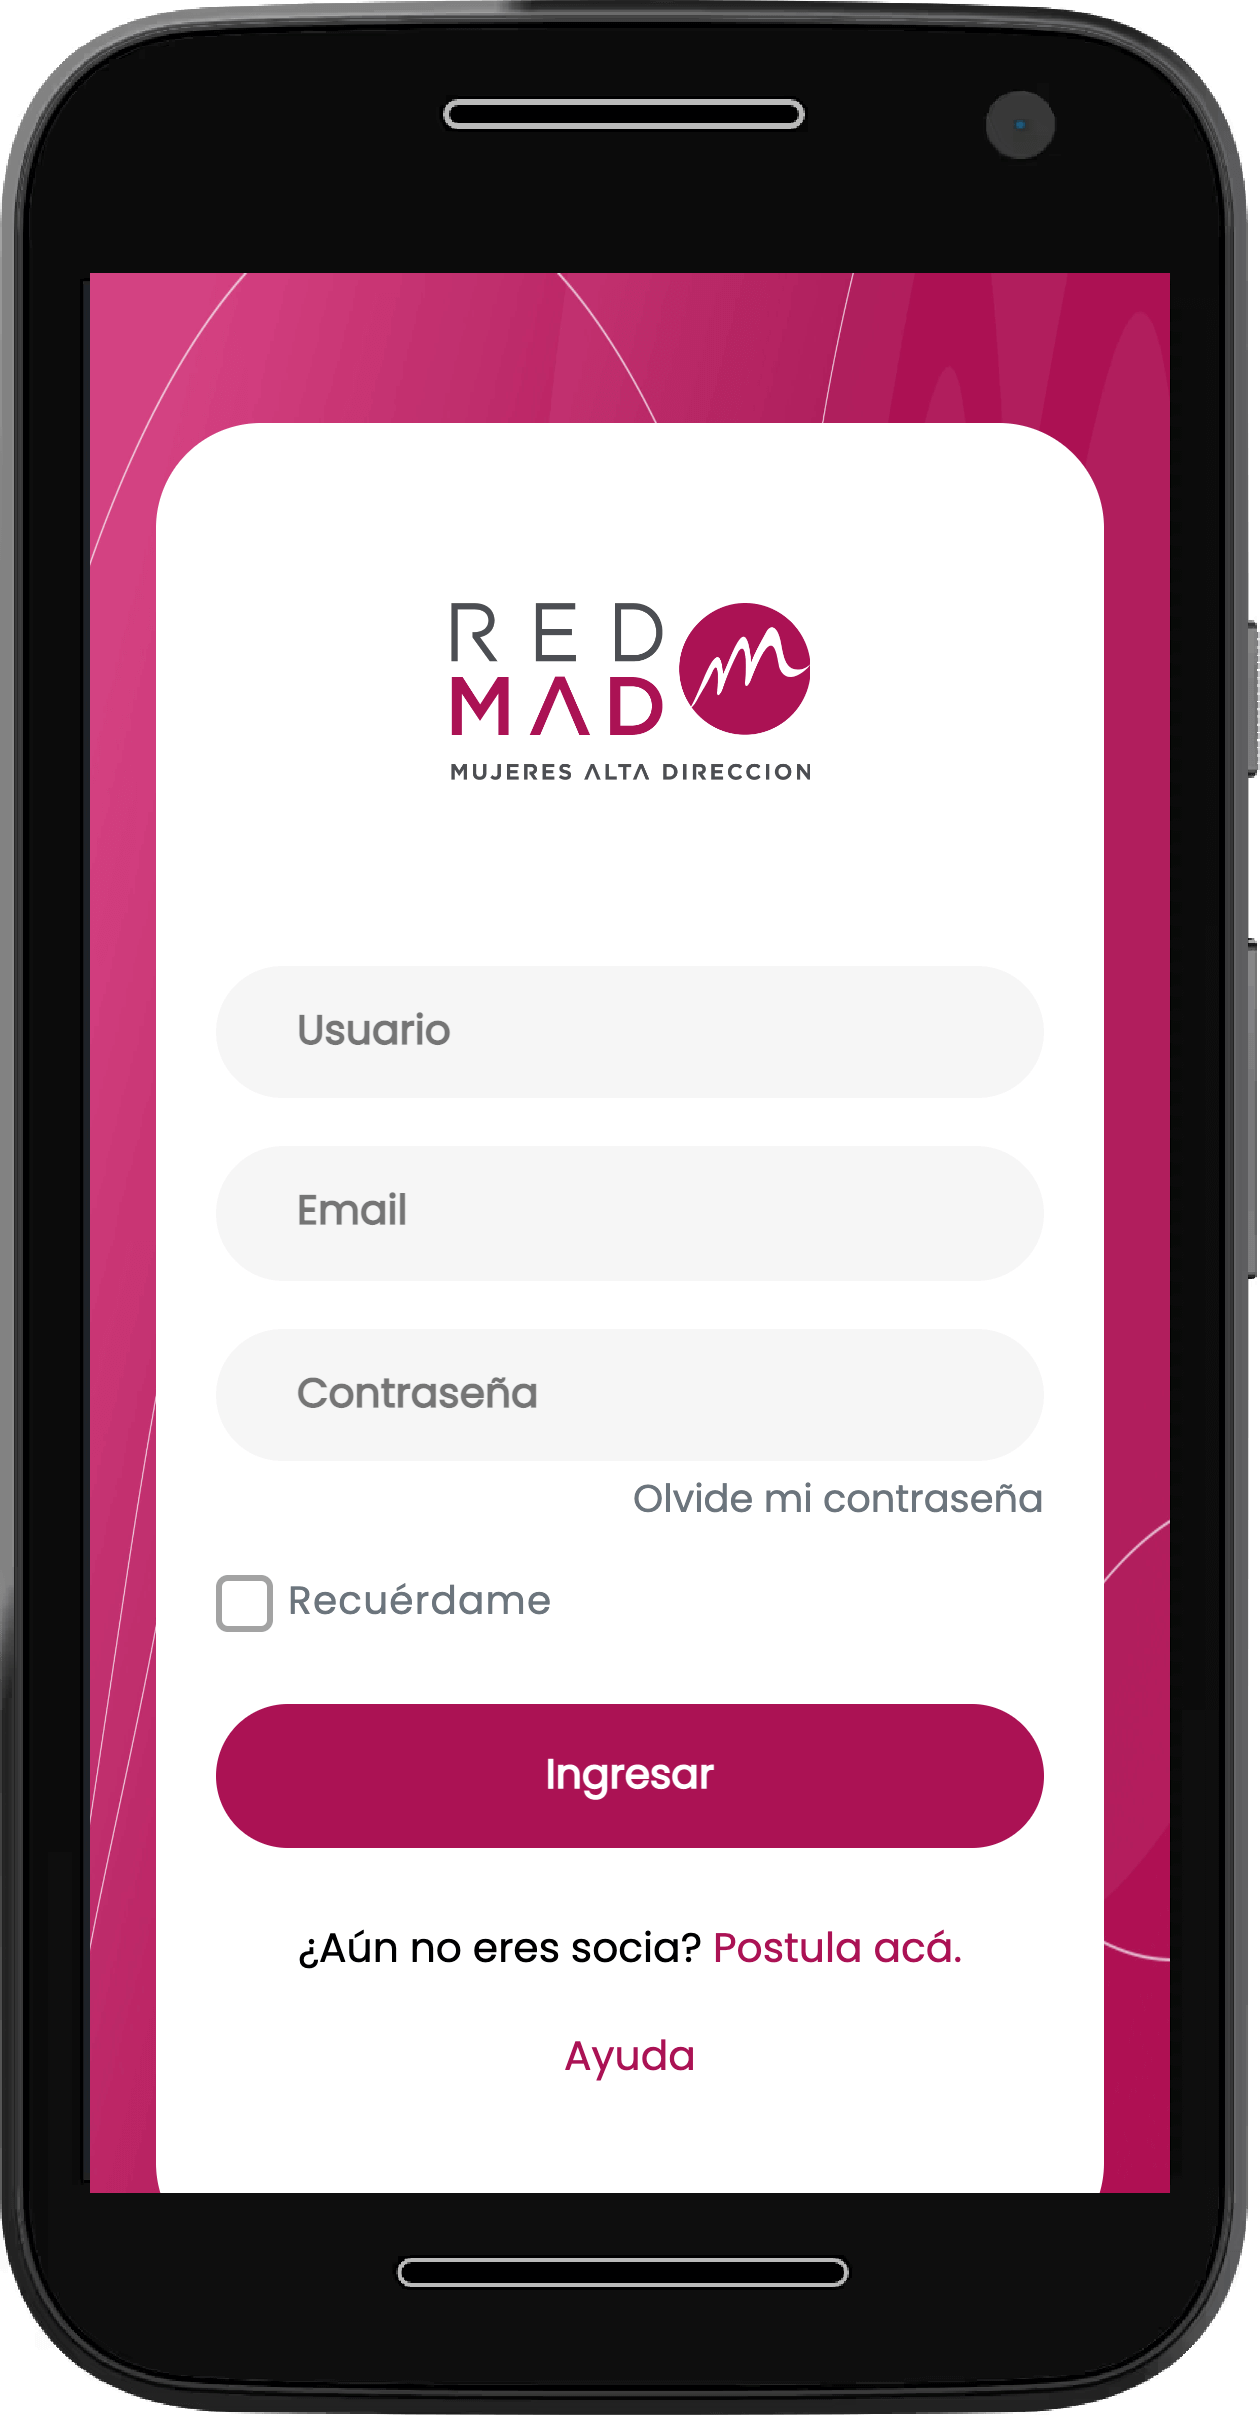 RED
MAD
MUJERES ALTA DIRECCION
Usuario
Email
Contraseña
Olvide mi contraseña
Recuérdame
Ingresar
¿Aún no eres socia? Postula acá.
Ayuda